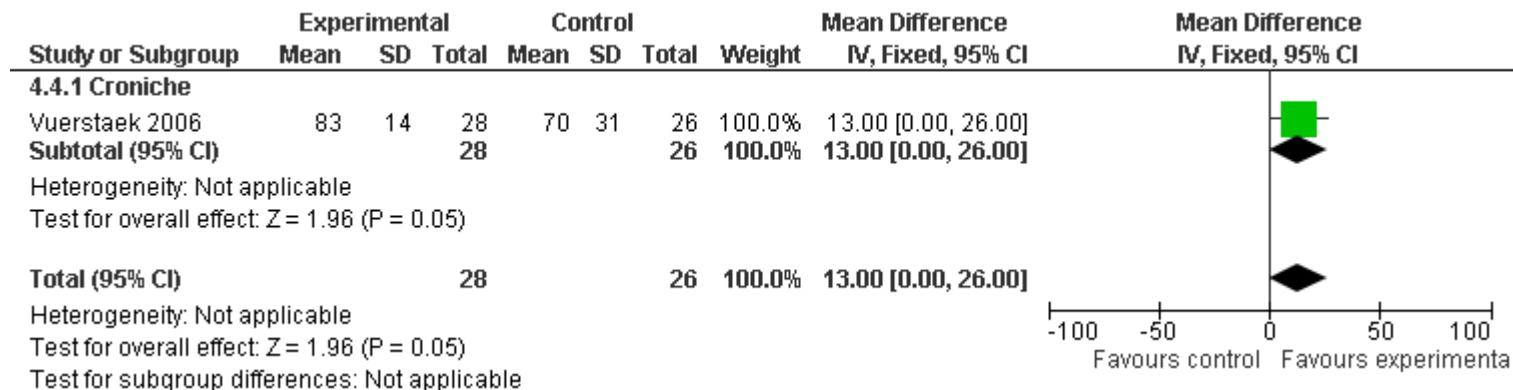 Experimental Control Mean Difference Mean Difference
Study or Subgroup Mean SD Total Mean SD Total Weight IV, Fixed, 95% CI IV, Fixed, 95% CI
4.4.1 Croniche
Vuerstaek 2006 83 14 28 70 31 26 100.0% 13.00 [0.00, 26.00]
Subtotal (95% CI) 28 26 100.0% 13.00 [0.00, 26.00]
Heterogeneity: Not applicable
Test for overall effect: Z = 1.96 (P = 0.05)
Total (95% CI) 28 26 100.0% 13.00 [0.00, 26.00]
Heterogeneity: Not applicable
Test for overall effect: Z = 1.96 (P = 0.05)
Test for subgroup differences: Not applicable
-100 -50 0 50 100
Favours control Favours experimenta